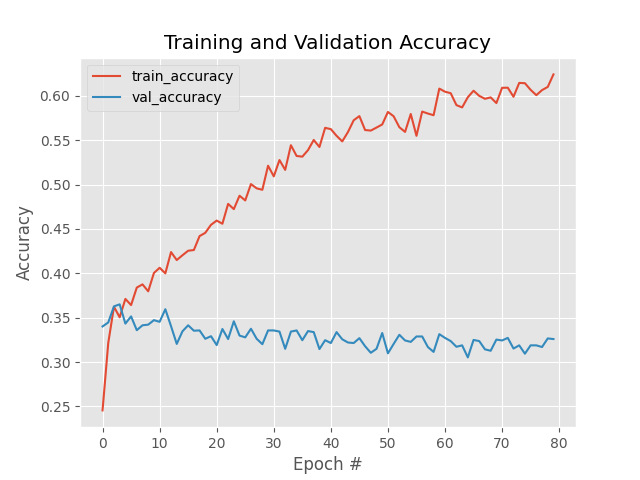 Training and Validation Accuracy
train_accuracy
val_accuracy
0.60
0.55
0.50
0.45
0.40
0.35
0.30
0.25
Accuracy
0 10 20 30 40 50 60 70 80
Epoch #